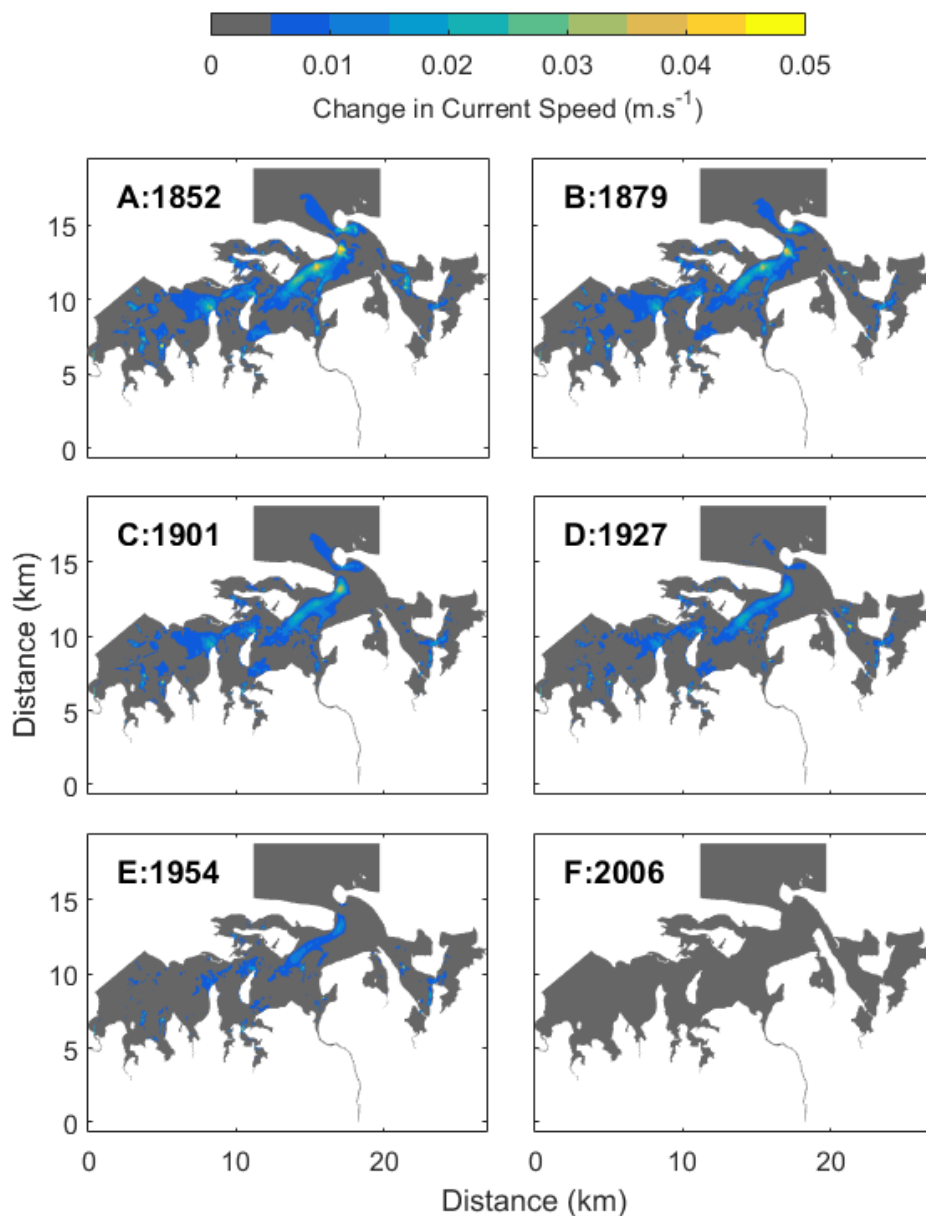 0 0.01 0.02 0.03 0.04 0.05
Change in Current Speed (m.s-1)
A:1852 B:1879
15
10
5
0
C:1901 D:1927
15
10
5
0
Distance (km)
E:1954 F:2006
15
10
5
0
0 10 20 0 10 20
Distance (km)